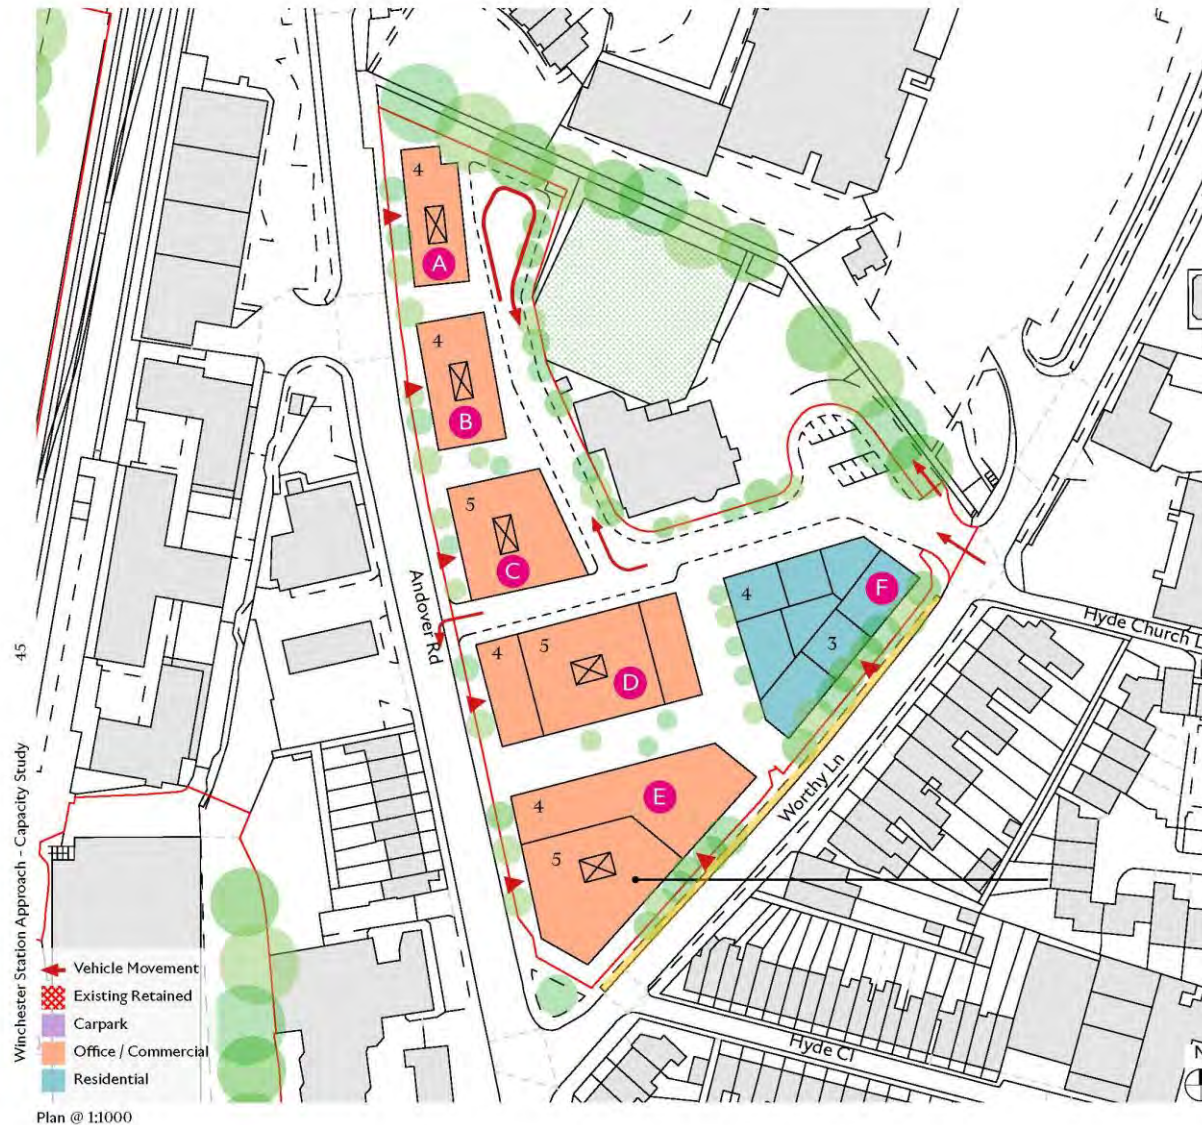 4
A
4
B
5
C
Andover Rd
4
5
D
4
3
F
Hyde Church
4
E
5
Worthy Ln
Hyde Cl
N
45
Winchester Station Approach - Capacity Study
Vehicle Movement
Existing Retained
Carpark
Office / Commercial
Residential
Plan @ 1:1000